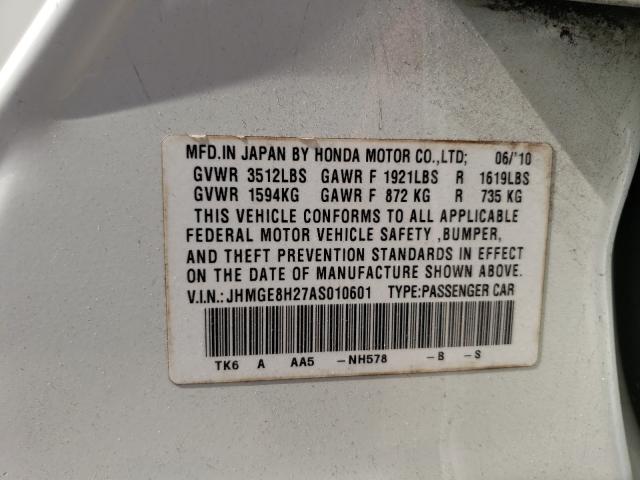 MFD.IN JAPAN BY HONDA MOTOR CO.,LTD; 06/'10
GVWR 3512LBS GAWR F 1921LBS R 1619LBS
GVWR 1594KG GAWR F 872 KG R 735 KG
THIS VEHICLE CONFORMS TO ALL APPLICABLE
FEDERAL MOTOR VEHICLE SAFETY ,BUMPER,
AND THEFT PREVENTION STANDARDS IN EFFECT
ON THE DATE OF MANUFACTURE SHOWN ABOVE.
V.I.N.: JHMGE8H27AS010601 TYPE:PASSENGER CAR
TK6 A AA5 -NH578 -B -S